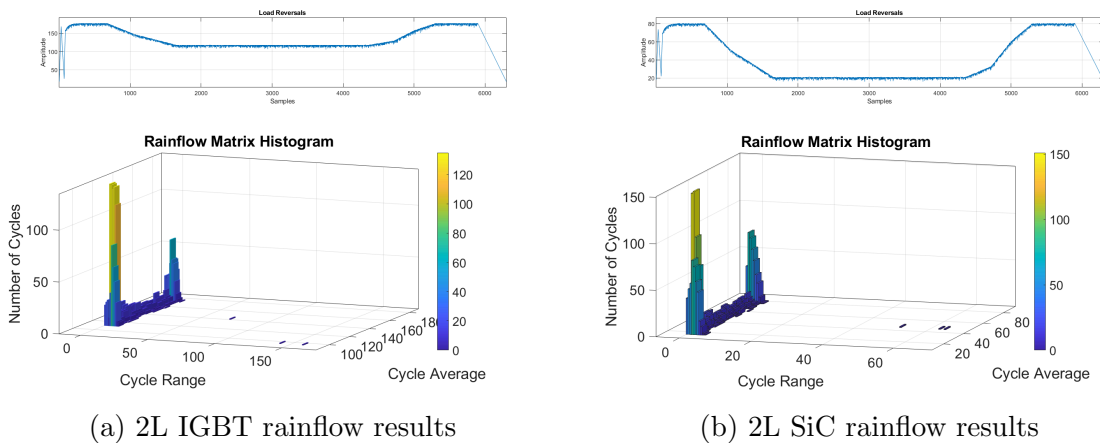 Load Reversals
Amplitude
150
100
50
1000 2000 3000 4000 5000 6000
Samples
Rainflow Matrix Histogram
Number of Cycles
100
50
0
0 50 100 150
Cycle Range
100 120 140 160 180
Cycle Average
120
100
80
60
40
20
0
(a) 2L IGBT rainflow results
Load Reversals
Amplitude
80
60
40
20
1000 2000 3000 4000 5000 6000
Samples
Rainflow Matrix Histogram
Number of Cycles
150
100
50
0
0 20 40 60
Cycle Range
20 40 60 80
Cycle Average
150
100
50
0
(b) 2L SiC rainflow results